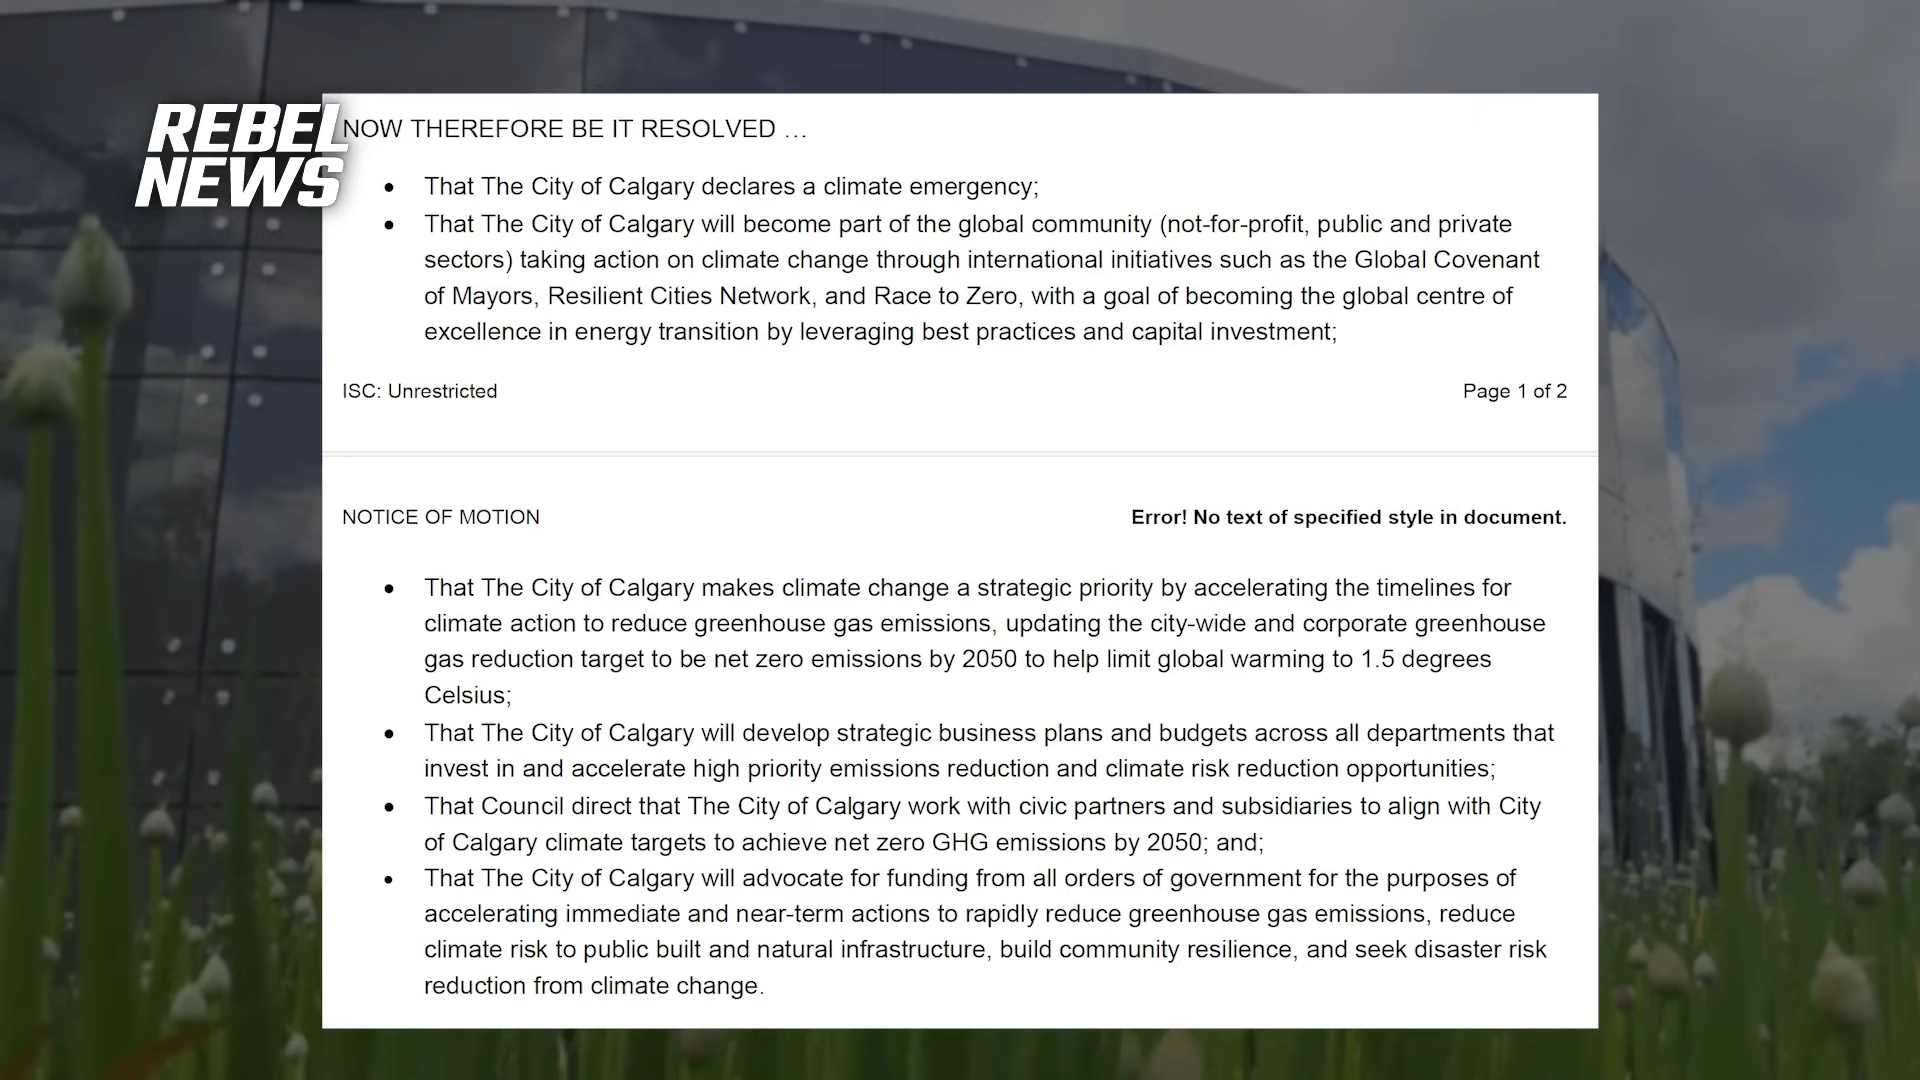 REBEL
NEWS
NOW THEREFORE BE IT RESOLVED …
• That The City of Calgary declares a climate emergency;
• That The City of Calgary will become part of the global community (not-for-profit, public and private
sectors) taking action on climate change through international initiatives such as the Global Covenant
of Mayors, Resilient Cities Network, and Race to Zero, with a goal of becoming the global centre of
excellence in energy transition by leveraging best practices and capital investment;
ISC: Unrestricted Page 1 of 2
NOTICE OF MOTION Error! No text of specified style in document.
• That The City of Calgary makes climate change a strategic priority by accelerating the timelines for
climate action to reduce greenhouse gas emissions, updating the city-wide and corporate greenhouse
gas reduction target to be net zero emissions by 2050 to help limit global warming to 1.5 degrees
Celsius;
• That The City of Calgary will develop strategic business plans and budgets across all departments that
invest in and accelerate high priority emissions reduction and climate risk reduction opportunities;
• That Council direct that The City of Calgary work with civic partners and subsidiaries to align with City
of Calgary climate targets to achieve net zero GHG emissions by 2050; and;
• That The City of Calgary will advocate for funding from all orders of government for the purposes of
accelerating immediate and near-term actions to rapidly reduce greenhouse gas emissions, reduce
climate risk to public built and natural infrastructure, build community resilience, and seek disaster risk
reduction from climate change.